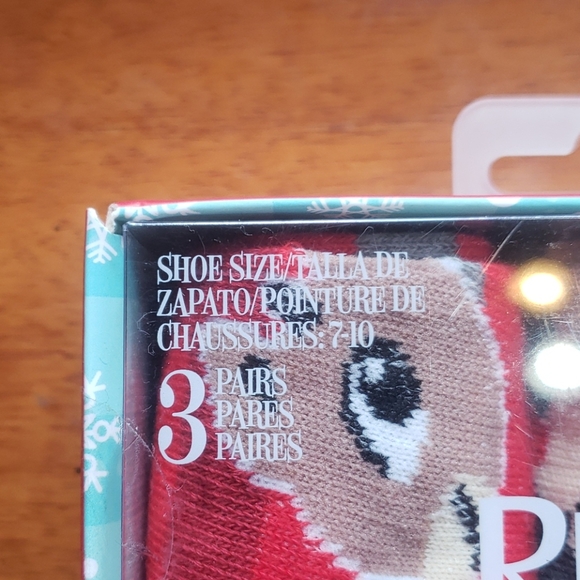 SHOE SIZE/TALLA DE
ZAPATO/POINTURE DE
CHAUSSURES: 7-10
3 PAIRS
PARES
PAIRES